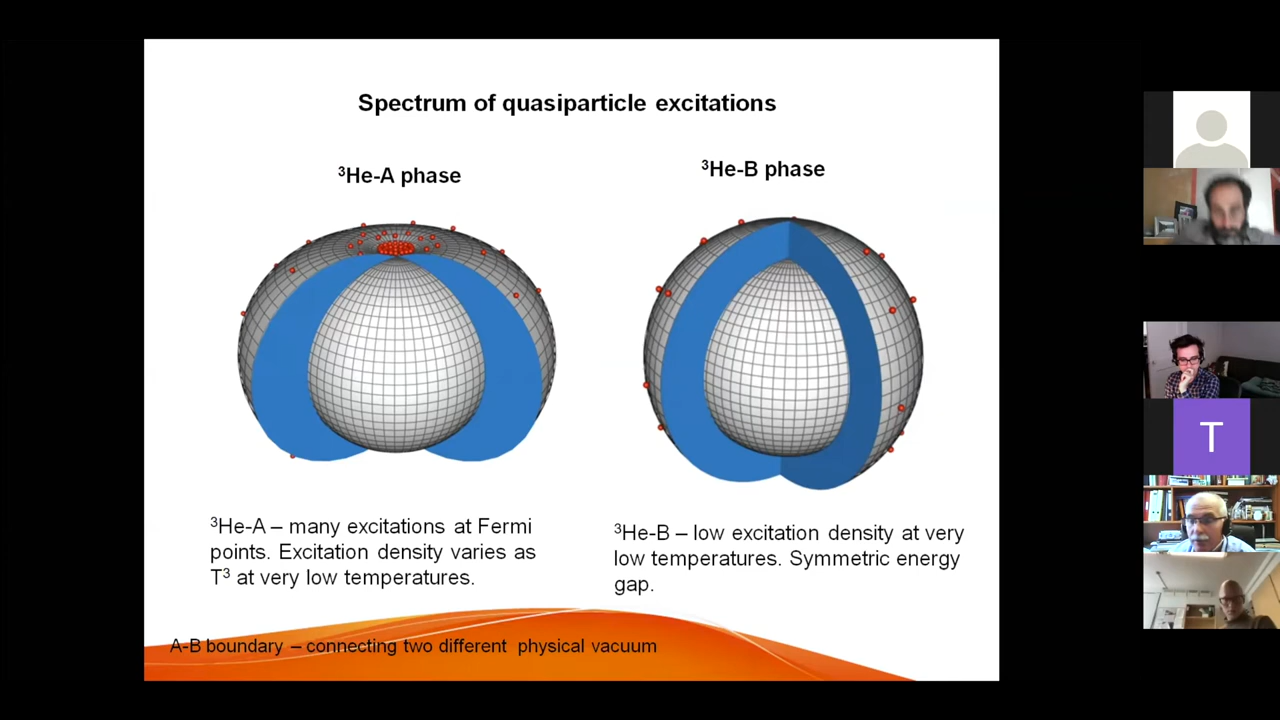 Spectrum of quasiparticle excitations
³He-A phase
³He-B phase
³He-A – many excitations at Fermi
points. Excitation density varies as
T³ at very low temperatures.
³He-B – low excitation density at very
low temperatures. Symmetric energy
gap.
A-B boundary – connecting two different physical vacuum
T